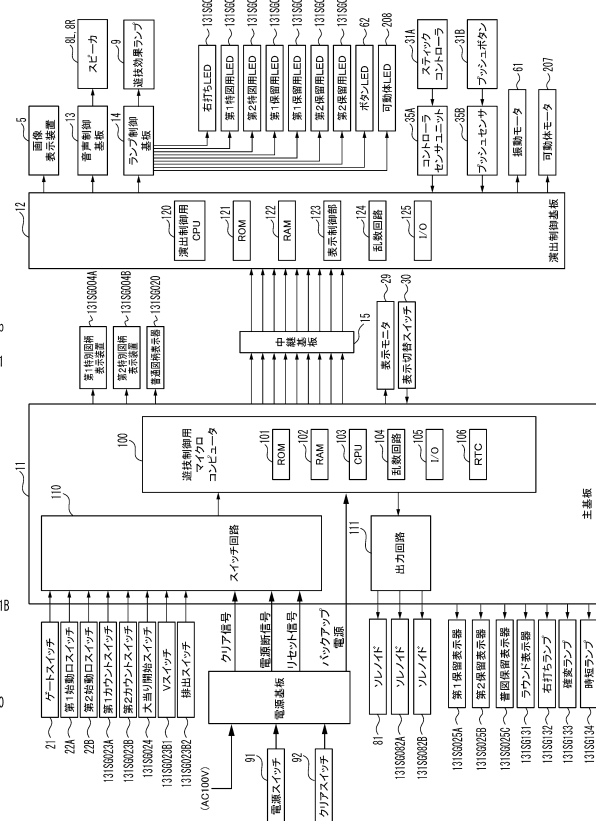 5
画像
表示装置
13
音声制御
基板
8L,8R
スピーカ
14
ランプ制御
基板
9
遊技効果ランプ
右打ちLED
第1特図用LED
第2特図用LED
第1保留用LED
第1保留用LED
第2保留用LED
第2保留用LED
62
ボタンLED
208
可動体LED
31A
スティック
コントローラ
35A
コントローラ
センサユニット
31B
プッシュボタン
35B
プッシュセンサ
61
振動モータ
207
可動体モータ
12
120
演出制御用
CPU
121
ROM
122
RAM
123
表示制御部
124
乱数回路
125
I/O
演出制御基板
131SG004A
第1特別図柄
表示装置
131SG004B
第2特別図柄
表示装置
131SG020
普通図柄表示器
中継
基板
15
29
表示モニタ
30
表示切替スイッチ
11
100
遊技制御用
マイクロ
コンピュータ
101
ROM
102
RAM
103
CPU
104
乱数回路
105
I/O
106
RTC
110
スイッチ回路
111
出力回路
主基板
21
ゲートスイッチ
22A
第1始動口スイッチ
22B
第2始動口スイッチ
131SG023A
第1カウントスイッチ
131SG023B
第2カウントスイッチ
131SG024
大当り開始スイッチ
131SG023B1
Vスイッチ
131SG023B2
排出スイッチ
クリア信号
電源断信号
リセット信号
バックアップ
電源
電源基板
(AC100V)
91
電源スイッチ
92
クリアスイッチ
81
ソレノイド
131SG082A
ソレノイド
131SG082B
ソレノイド
131SG025A
第1保留表示器
131SG025B
第2保留表示器
131SG025C
普図保留表示器
131SG131
ラウンド表示器
131SG132
右打ちランプ
131SG133
確変ランプ
131SG134
時短ランプ